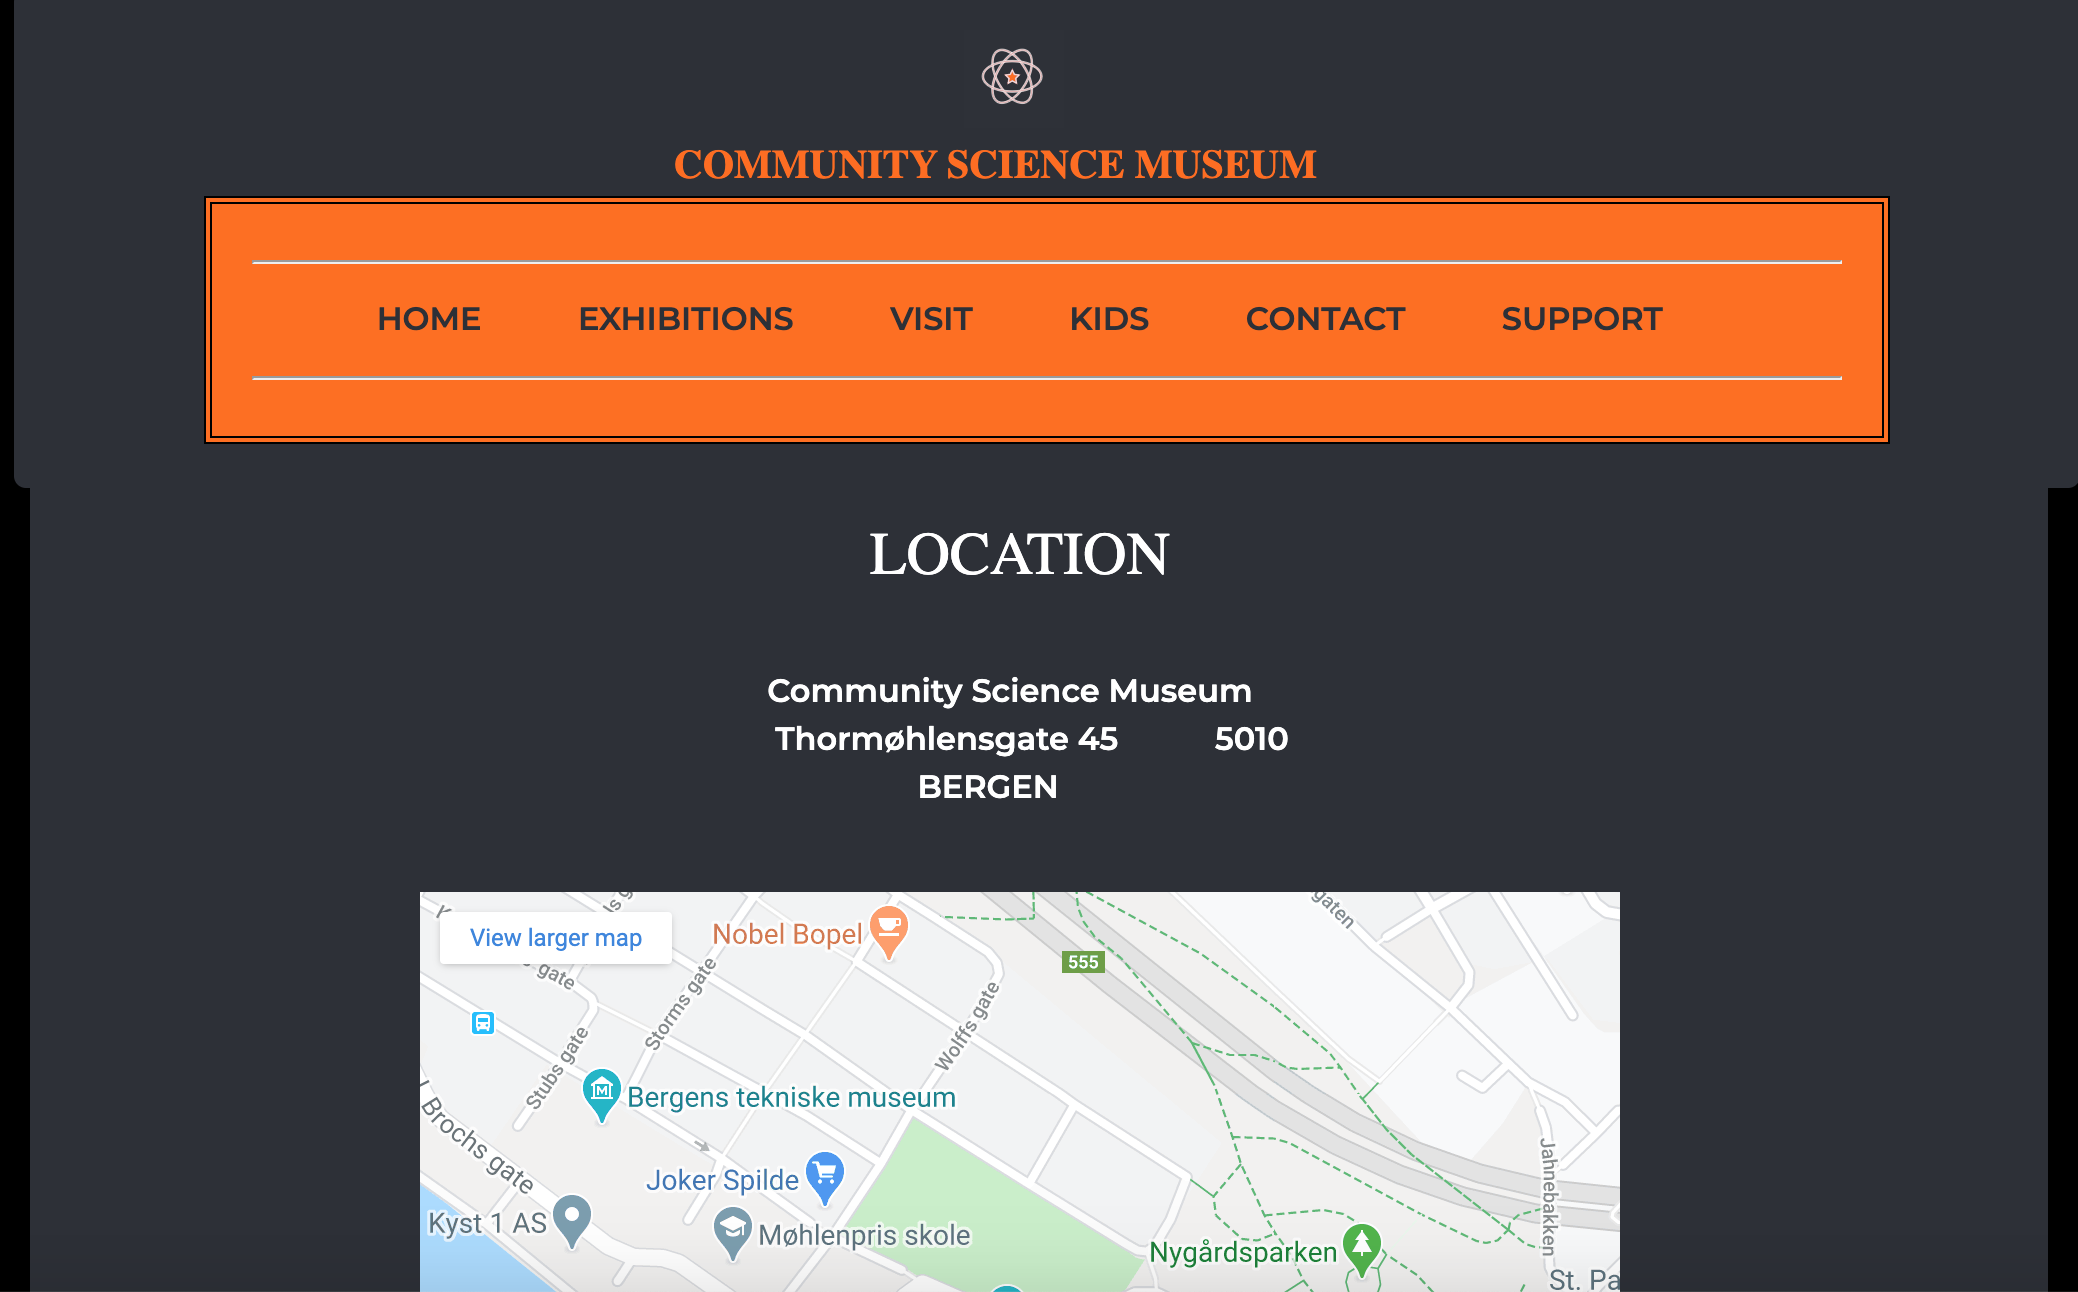 COMMUNITY SCIENCE MUSEUM
HOME EXHIBITIONS VISIT KIDS CONTACT SUPPORT
LOCATION
Community Science Museum
Thormøhlensgate 45 5010
BERGEN
View larger map
Nobel Bopel
gaten
555
gate
Storms gate
Wolffs gate
Stubs gate
Bergens tekniske museum
Brochs gate
Joker Spilde
Jahnebakken
Kyst 1 AS
Møhlenpris skole
Nygårdsparken
St. Pa